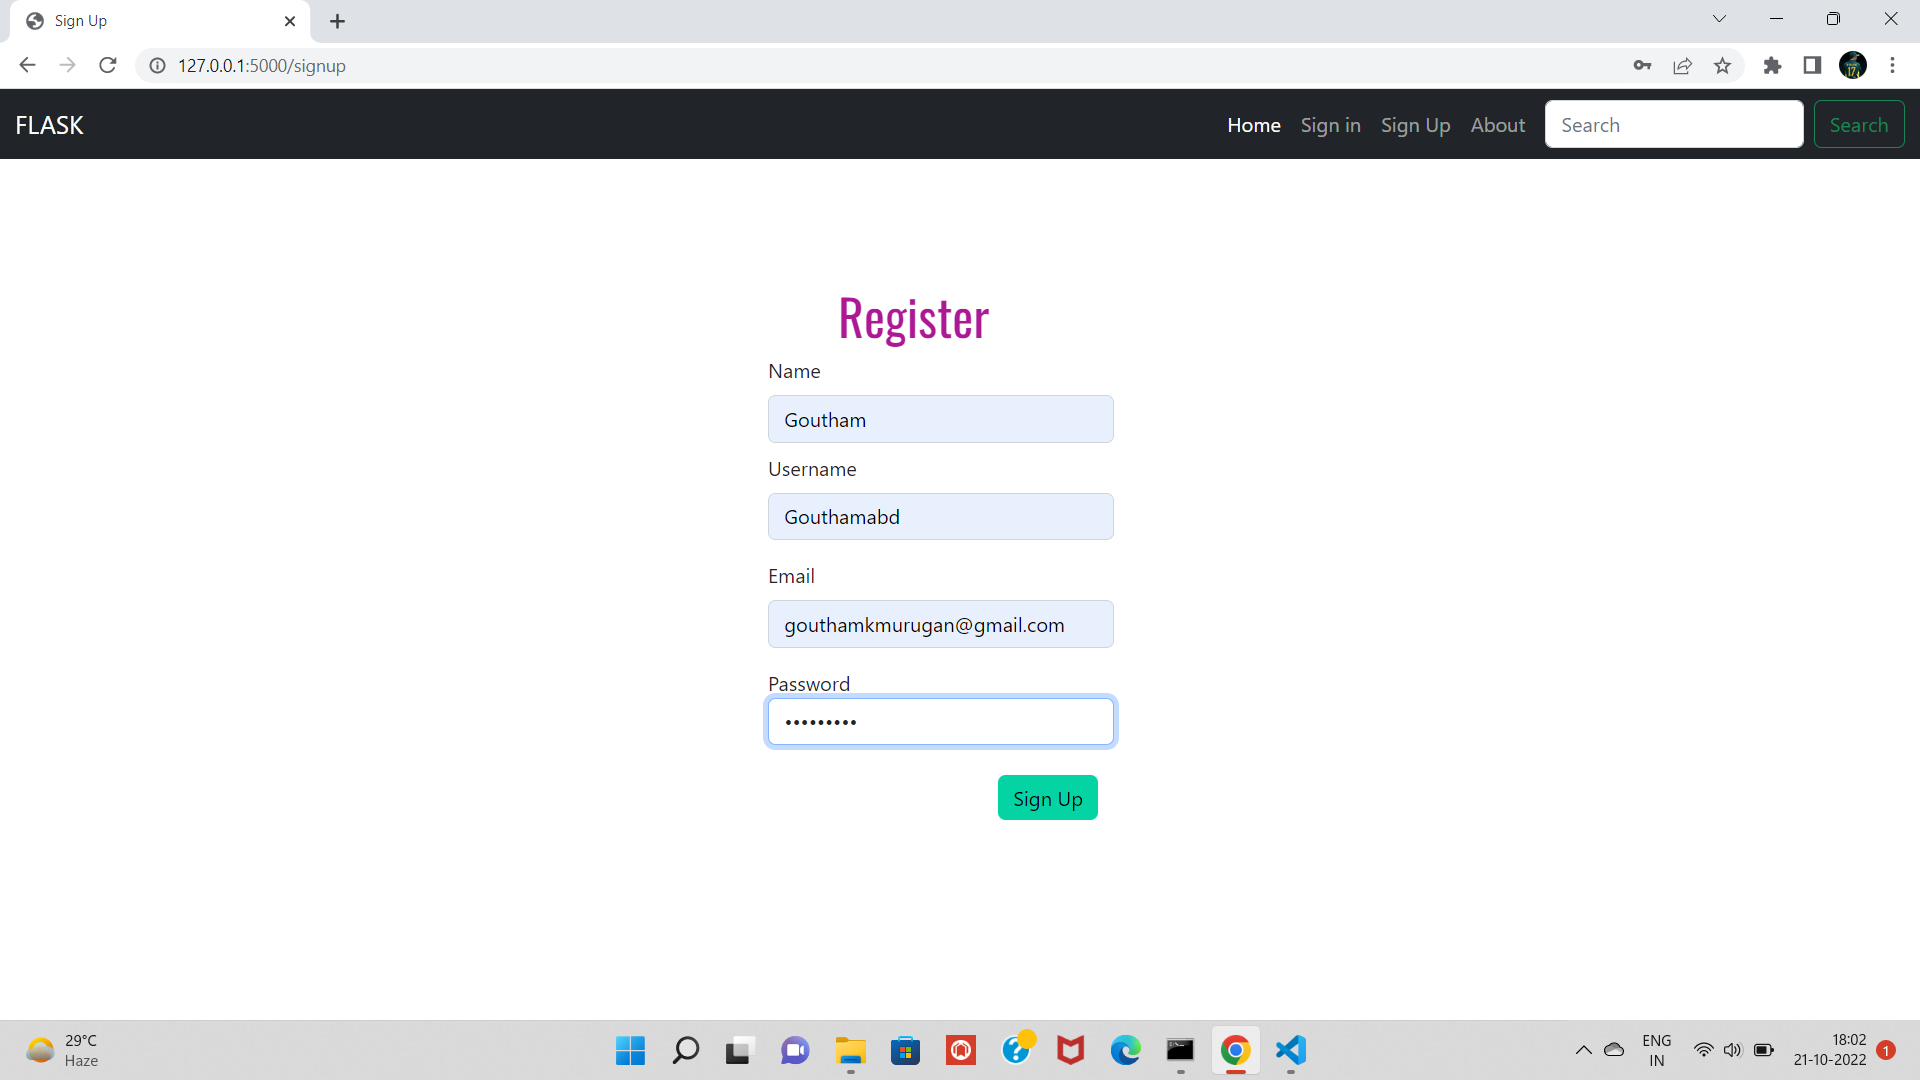 Sign Up
127.0.0.1:5000/signup
FLASK
Home Sign in Sign Up About Search Search
Register
Name
Goutham
Username
Gouthamabd
Email
gouthamkmurugan@gmail.com
Password
•••••••••
Sign Up
29°C
Haze
ENG
IN
18:02
21-10-2022
1